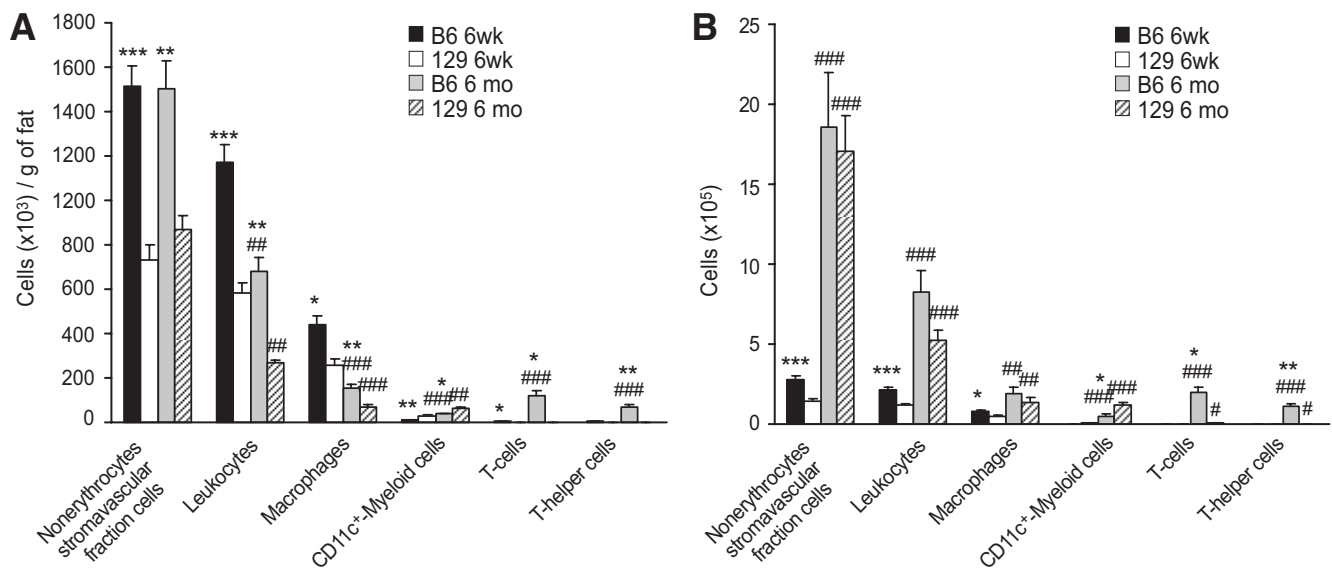 A
Cells (x10³) / g of fat
1800
1600
1400
1200
1000
800
600
400
200
0
B6 6wk
129 6wk
B6 6 mo
129 6 mo
***
**
***
**
##
##
*
**
###
###
**
*
###
##
*
*
###
**
###
Nonerythrocytes
stromavascular
fraction cells
Leukocytes
Macrophages
CD11c⁺-Myeloid cells
T-cells
T-helper cells
B
Cells (x10⁵)
25
20
15
10
5
0
B6 6wk
129 6wk
B6 6 mo
129 6 mo
***
###
###
***
###
###
*
##
##
*
###
###
*
###
#
**
###
#
Nonerythrocytes
stromavascular
fraction cells
Leukocytes
Macrophages
CD11c⁺-Myeloid cells
T-cells
T-helper cells